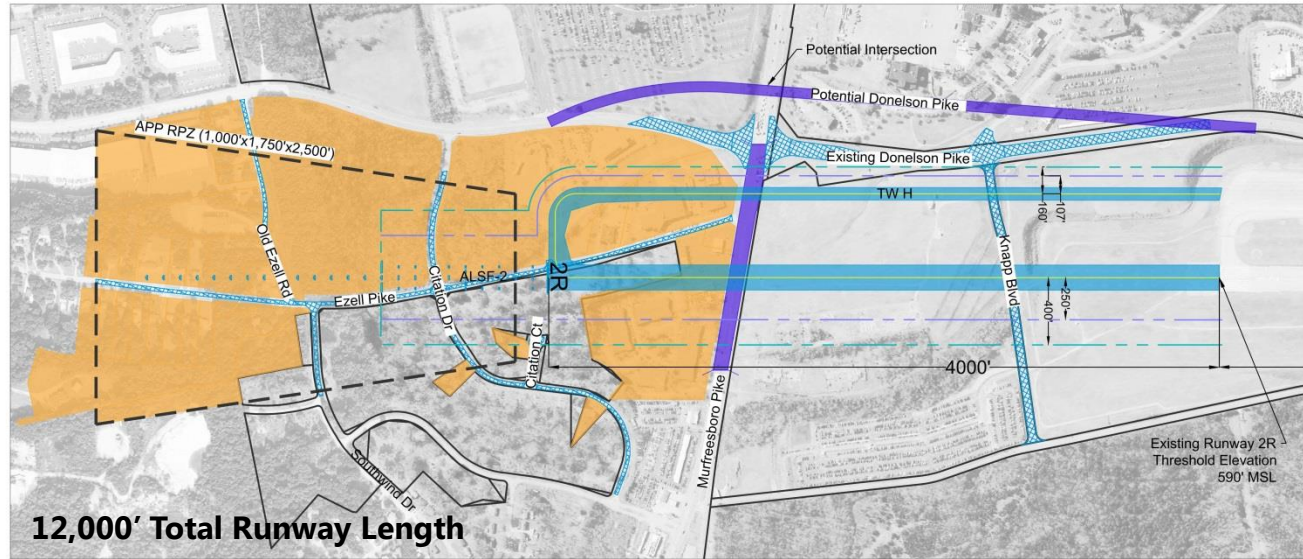 Potential Intersection
Potential Donelson Pike
APP RPZ (1,000'x1,750'x2,500')
Existing Donelson Pike
TW H
160'
107'
Old Ezell Rd
Knapp Blvd
ALSF-2
2R
Citation Dr
Ezell Pike
250'
400'
Citation Ct
4000'
Murfreesboro Pike
Existing Runway 2R
Threshold Elevation
590' MSL
Southwind Dr
12,000’ Total Runway Length